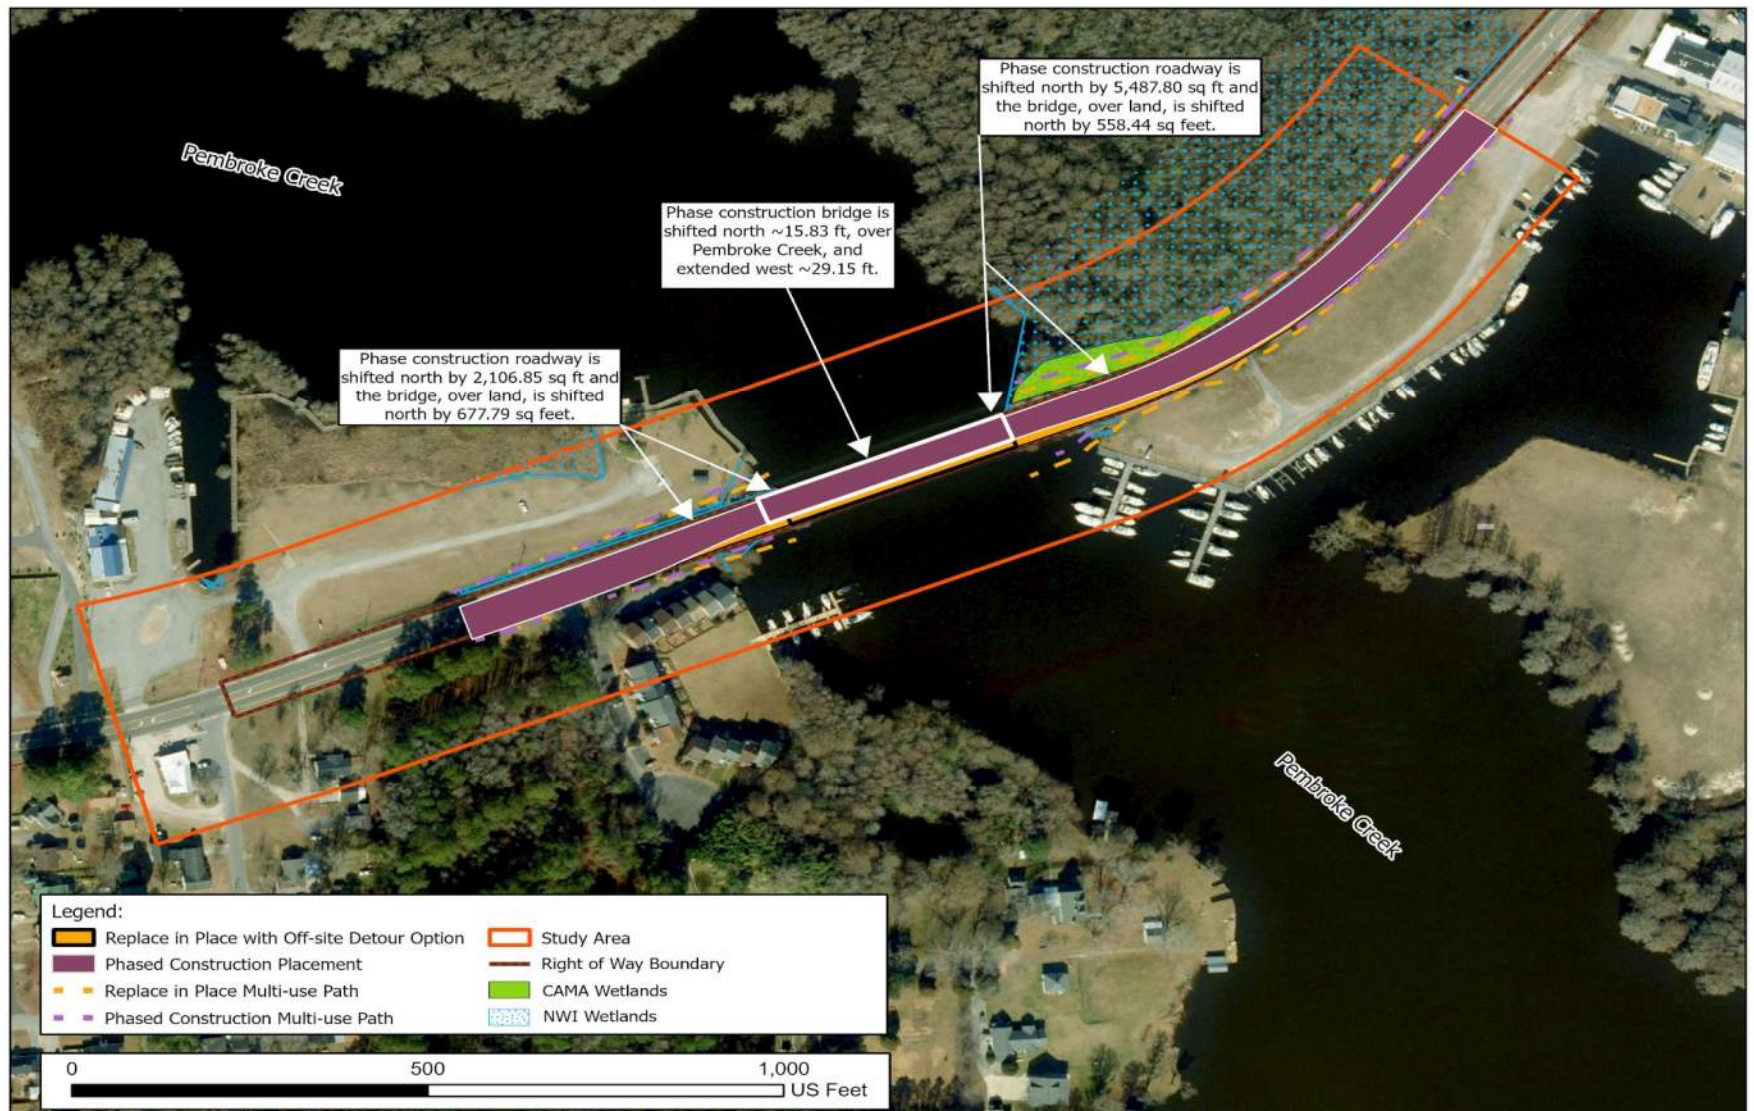 Phase construction roadway is
shifted north by 5,487.80 sq ft and
the bridge, over land, is shifted
north by 558.44 sq feet.
Pembroke Creek
Phase construction bridge is
shifted north ~15.83 ft, over
Pembroke Creek, and
extended west ~29.15 ft.
Phase construction roadway is
shifted north by 2,106.85 sq ft and
the bridge, over land, is shifted
north by 677.79 sq feet.
Pembroke Creek
Legend:
Replace in Place with Off-site Detour Option
Phased Construction Placement
Replace in Place Multi-use Path
Phased Construction Multi-use Path
Study Area
Right of Way Boundary
CAMA Wetlands
NWI Wetlands
0 500 1,000
US Feet